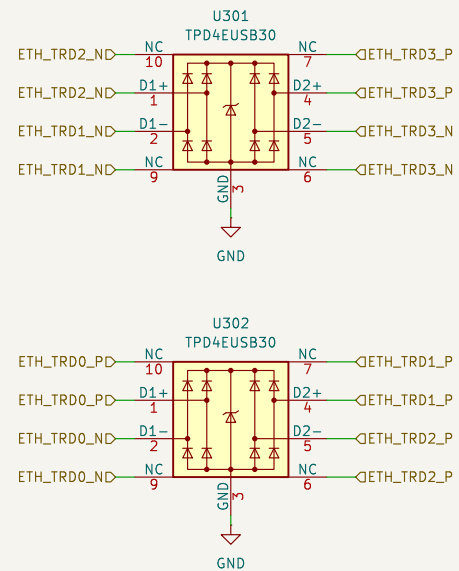 U301
TPD4EUSB30
ETH_TRD2_N NC 10 NC 7 ETH_TRD3_P
ETH_TRD2_N D1+ 1 D2+ 4 ETH_TRD3_P
ETH_TRD1_N D1- 2 D2- 5 ETH_TRD3_N
ETH_TRD1_N NC 9 NC 6 ETH_TRD3_N
GND 3
GND
U302
TPD4EUSB30
ETH_TRD0_P NC 10 NC 7 ETH_TRD1_P
ETH_TRD0_P D1+ 1 D2+ 4 ETH_TRD1_P
ETH_TRD0_N D1- 2 D2- 5 ETH_TRD2_P
ETH_TRD0_N NC 9 NC 6 ETH_TRD2_P
GND 3
GND